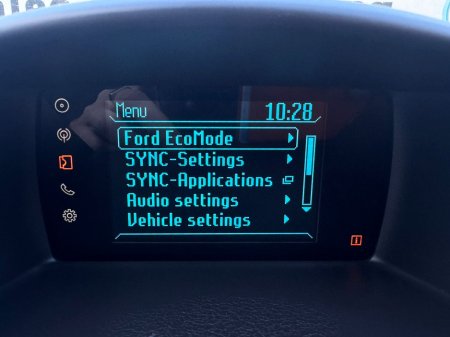 Menu 10:28
Ford EcoMode
SYNC-Settings
SYNC-Applications
Audio settings
Vehicle settings